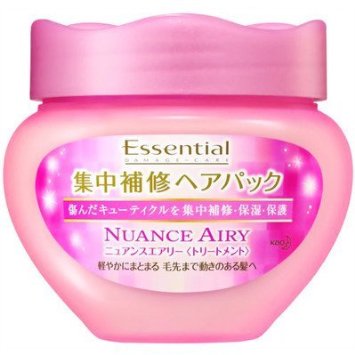 Essential
DAMAGE-CARE
集中補修ヘアパック
傷んだキューティクルを集中補修・保湿・保護
NUANCE AIRY
ニュアンスエアリー〈トリートメント〉
KAO
軽やかにまとまる 毛先まで動きのある髪へ